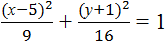 (x−5)²/9 + (y+1)²/16 = 1